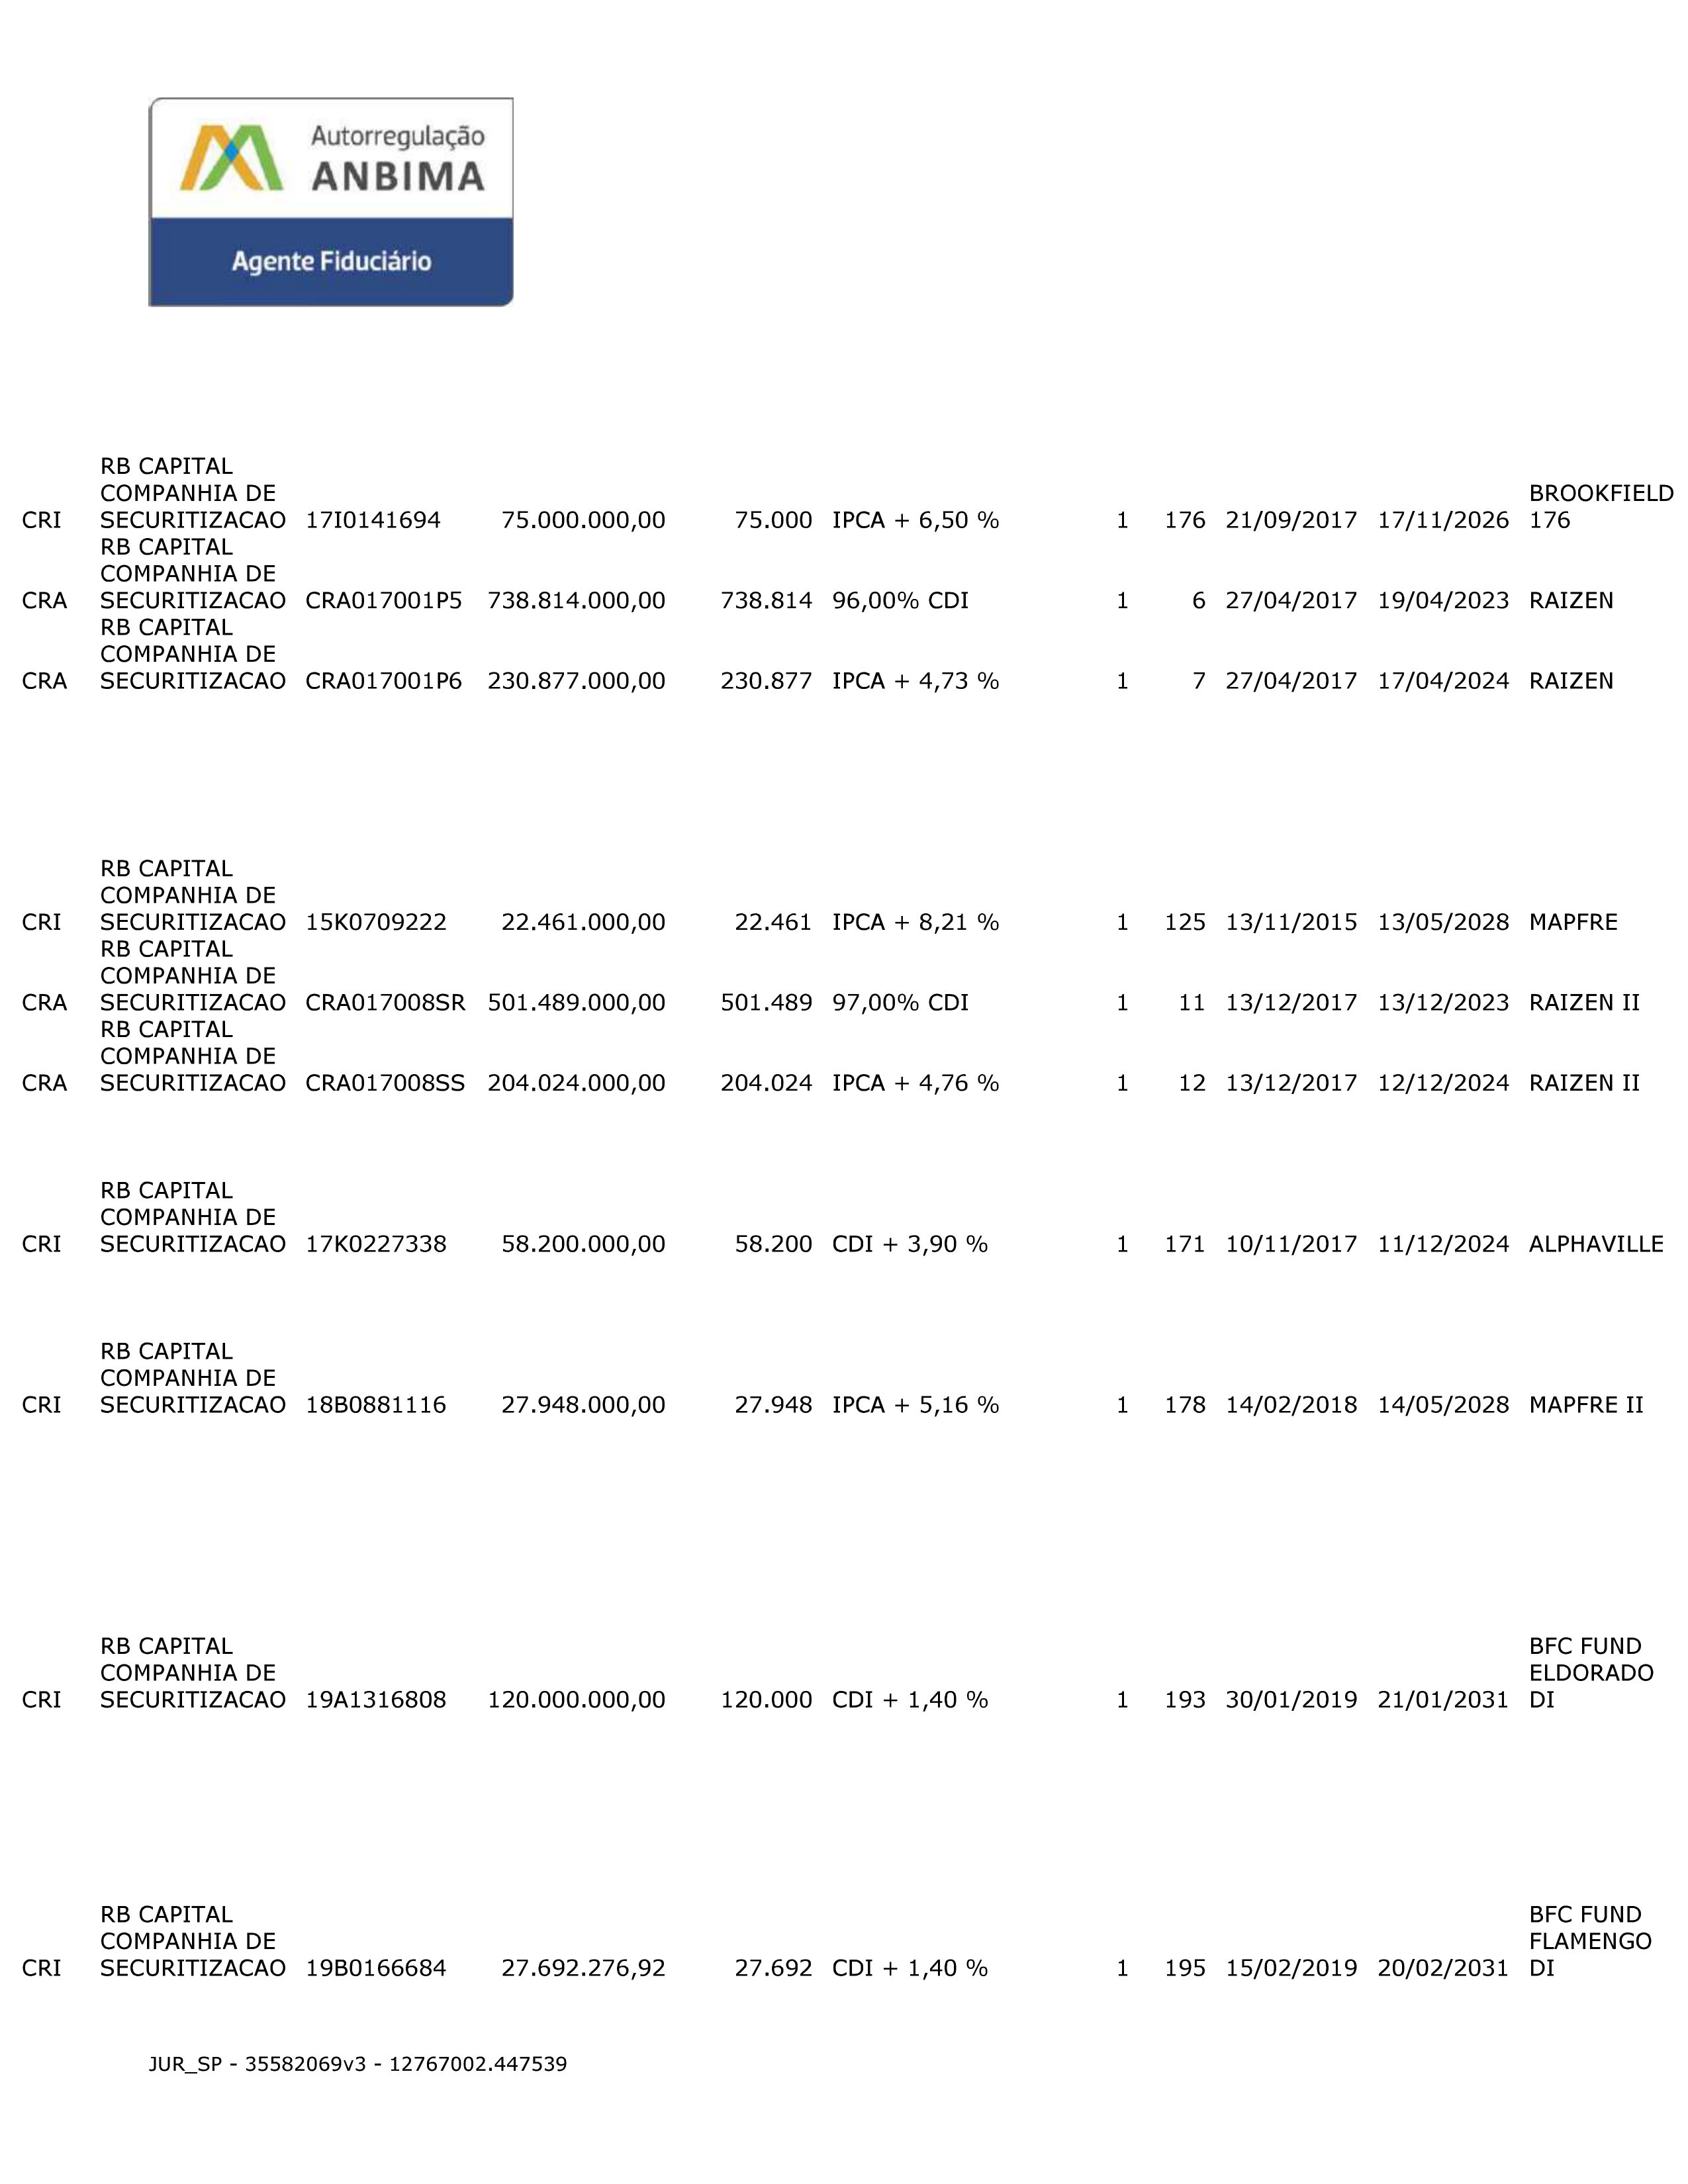 Autorregulação
ANBIMA
Agente Fiduciário
RB CAPITAL
COMPANHIA DE BROOKFIELD
CRI SECURITIZACAO 17I0141694 75.000.000,00 75.000 IPCA + 6,50 % 1 176 21/09/2017 17/11/2026 176
RB CAPITAL
COMPANHIA DE
CRA SECURITIZACAO CRA017001P5 738.814.000,00 738.814 96,00% CDI 1 6 27/04/2017 19/04/2023 RAIZEN
RB CAPITAL
COMPANHIA DE
CRA SECURITIZACAO CRA017001P6 230.877.000,00 230.877 IPCA + 4,73 % 1 7 27/04/2017 17/04/2024 RAIZEN
RB CAPITAL
COMPANHIA DE
CRI SECURITIZACAO 15K0709222 22.461.000,00 22.461 IPCA + 8,21 % 1 125 13/11/2015 13/05/2028 MAPFRE
RB CAPITAL
COMPANHIA DE
CRA SECURITIZACAO CRA017008SR 501.489.000,00 501.489 97,00% CDI 1 11 13/12/2017 13/12/2023 RAIZEN II
RB CAPITAL
COMPANHIA DE
CRA SECURITIZACAO CRA017008SS 204.024.000,00 204.024 IPCA + 4,76 % 1 12 13/12/2017 12/12/2024 RAIZEN II
RB CAPITAL
COMPANHIA DE
CRI SECURITIZACAO 17K0227338 58.200.000,00 58.200 CDI + 3,90 % 1 171 10/11/2017 11/12/2024 ALPHAVILLE
RB CAPITAL
COMPANHIA DE
CRI SECURITIZACAO 18B0881116 27.948.000,00 27.948 IPCA + 5,16 % 1 178 14/02/2018 14/05/2028 MAPFRE II
RB CAPITAL BFC FUND
COMPANHIA DE ELDORADO
CRI SECURITIZACAO 19A1316808 120.000.000,00 120.000 CDI + 1,40 % 1 193 30/01/2019 21/01/2031 DI
RB CAPITAL BFC FUND
COMPANHIA DE FLAMENGO
CRI SECURITIZACAO 19B0166684 27.692.276,92 27.692 CDI + 1,40 % 1 195 15/02/2019 20/02/2031 DI
JUR_SP - 35582069v3 - 12767002.447539